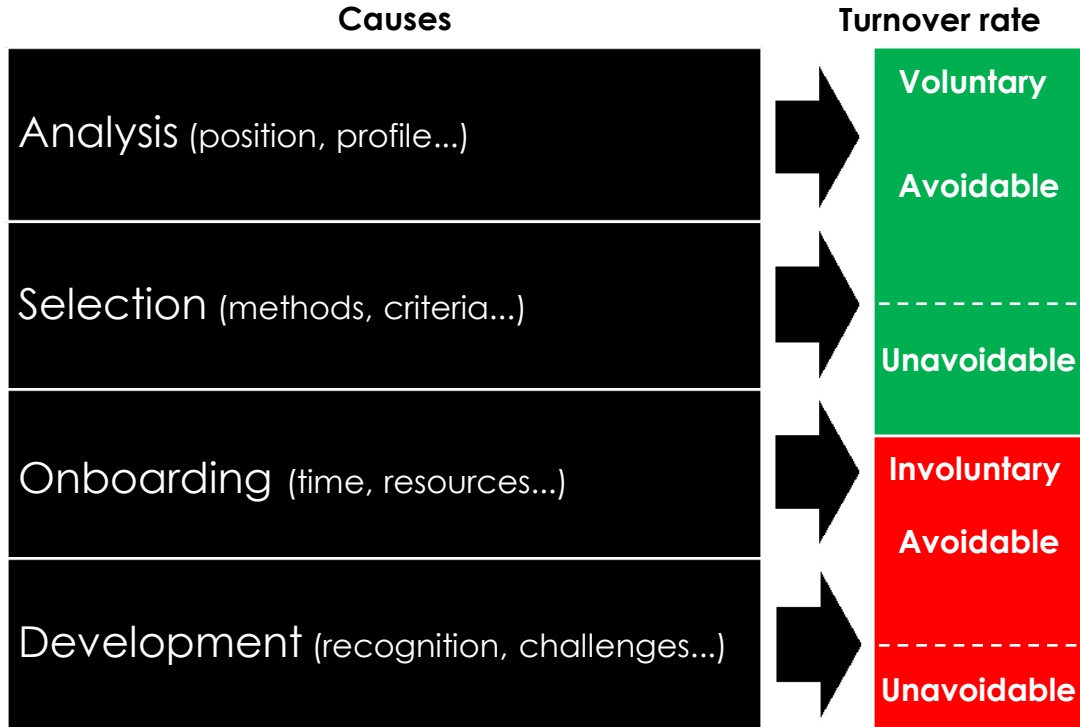 Causes
Turnover rate
Analysis (position, profile...)
Selection (methods, criteria...)
Onboarding (time, resources...)
Development (recognition, challenges...)
Voluntary
Avoidable
Unavoidable
Involuntary
Avoidable
Unavoidable